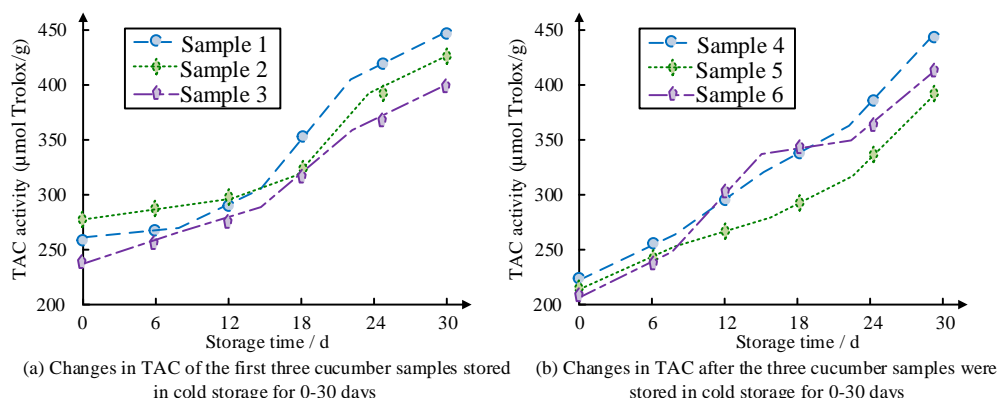 TAC activity (μmol Trolox/g)
450
400
350
300
250
200
Sample 1
Sample 2
Sample 3
0 6 12 18 24 30
Storage time / d
(a) Changes in TAC of the first three cucumber samples stored
in cold storage for 0-30 days
TAC activity (μmol Trolox/g)
450
400
350
300
250
200
Sample 4
Sample 5
Sample 6
0 6 12 18 24 30
Storage time / d
(b) Changes in TAC after the three cucumber samples were
stored in cold storage for 0-30 days